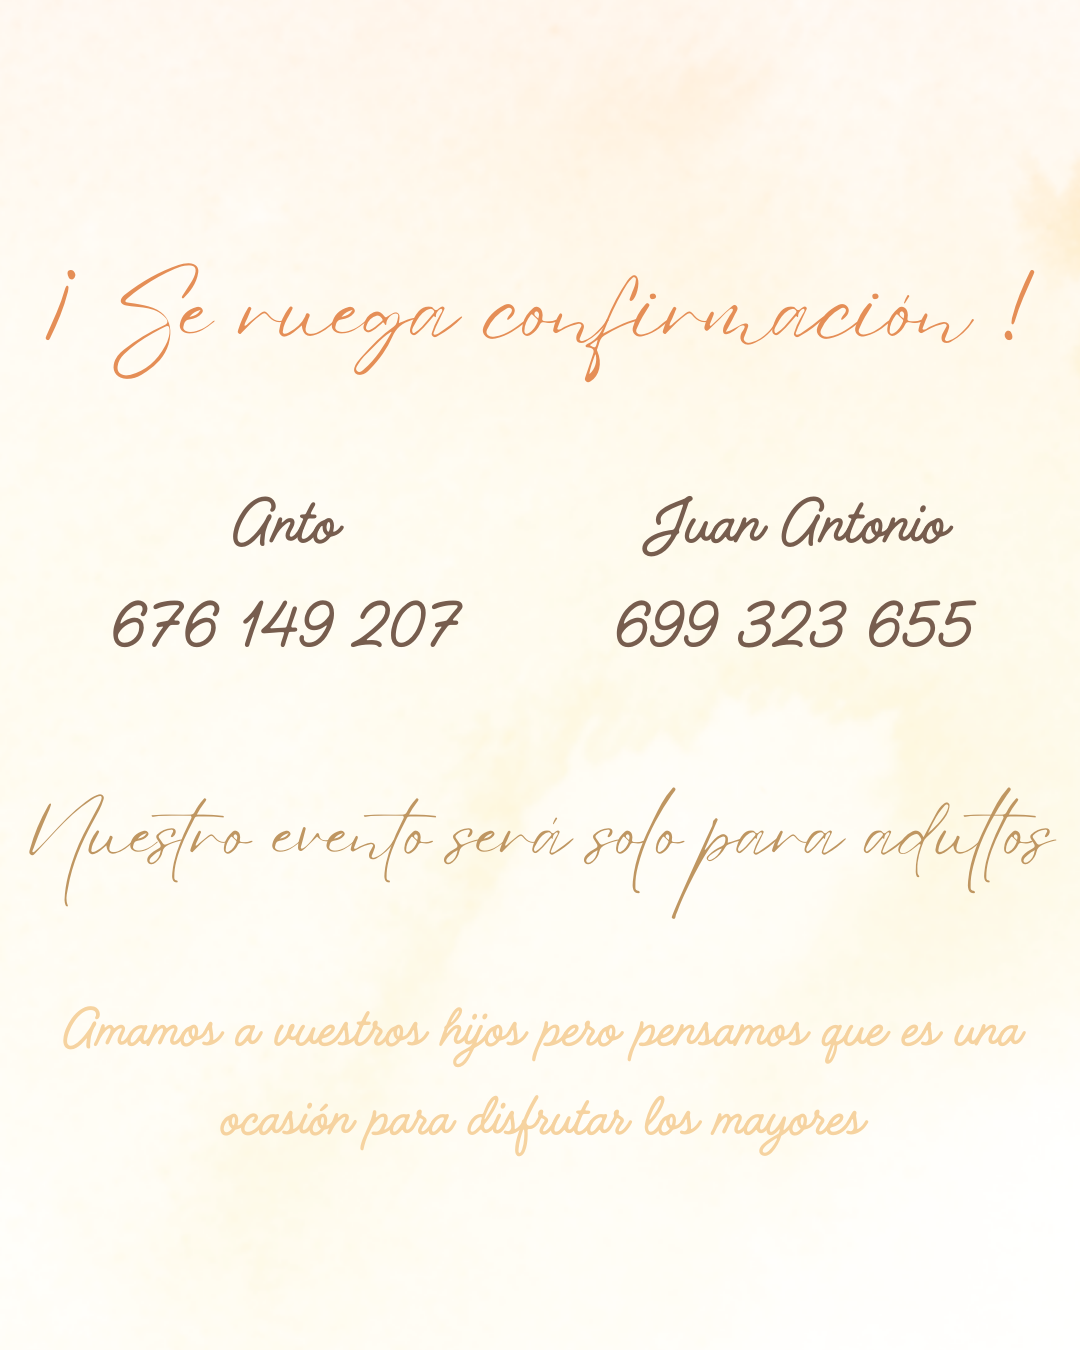 ¡ Se ruega confirmación !
Anto
676 149 207
Juan Antonio
699 323 655
Nuestro evento será solo para adultos
Amamos a vuestros hijos pero pensamos que es una
ocasión para disfrutar los mayores